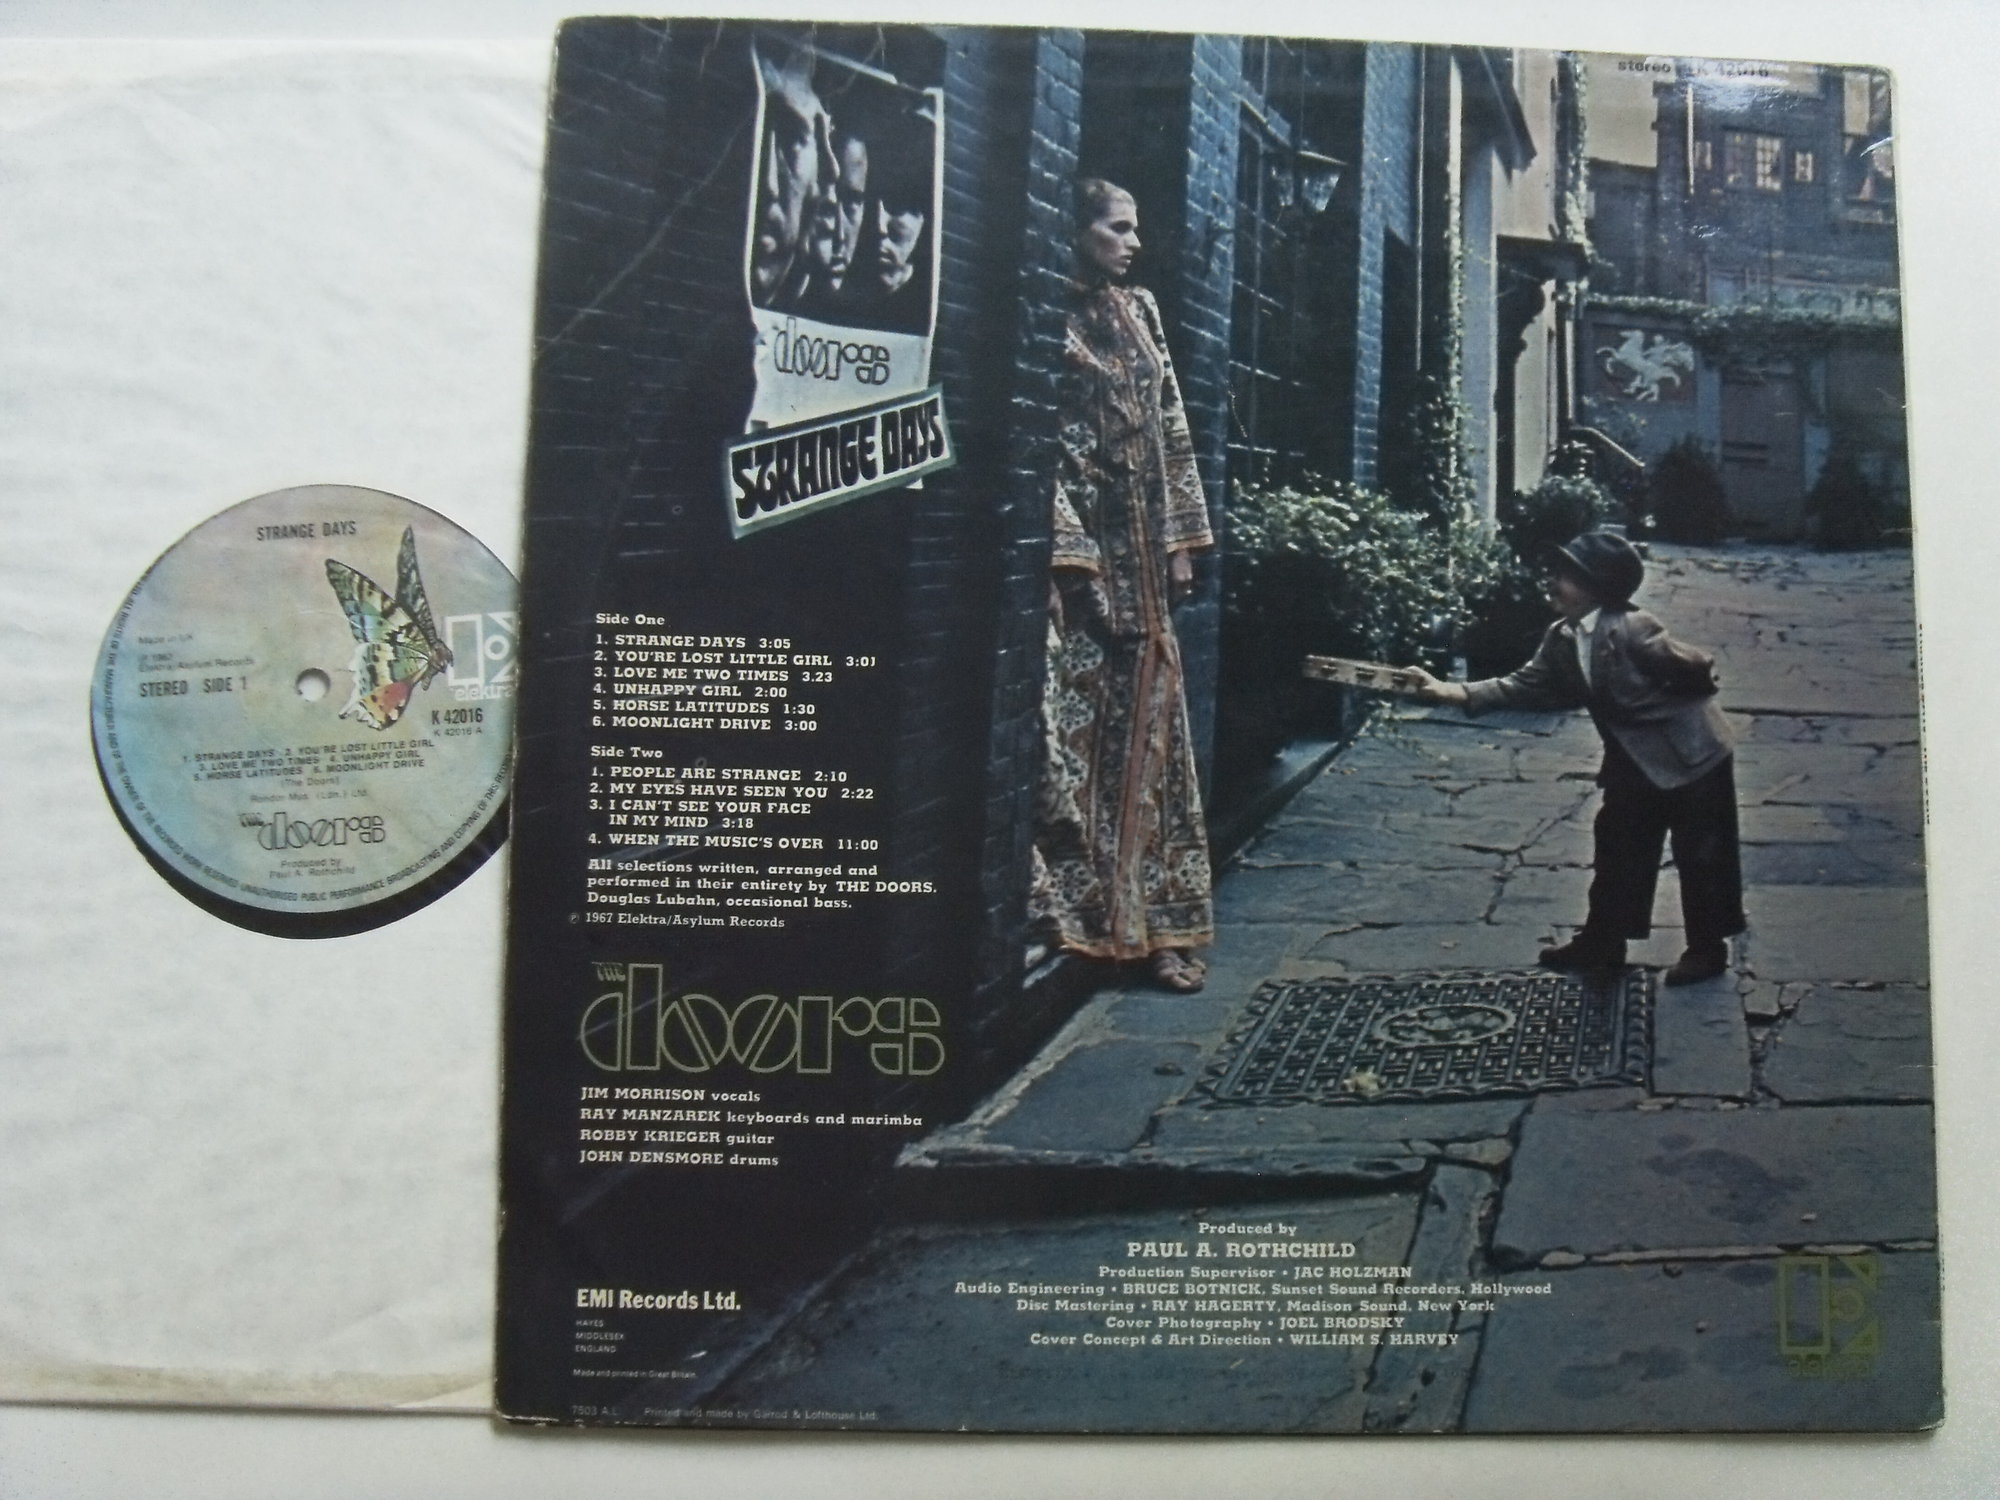 STRANGE DAYS
Made in UK
℗ 1967
Elektra/Asylum Records
STEREO SIDE 1
elektra
K 42016
K 42016 A
1. STRANGE DAYS 2. YOU'RE LOST LITTLE GIRL
3. LOVE ME TWO TIMES 4. UNHAPPY GIRL
5. HORSE LATITUDES 6. MOONLIGHT DRIVE
(The Doors)
Rondor Mus. (Ldn.) Ltd.
THE doors
Produced by
Paul A. Rothchild
stereo K 42016
doors
STRANGE DAYS
Side One
1. STRANGE DAYS 3:05
2. YOU'RE LOST LITTLE GIRL 3:01
3. LOVE ME TWO TIMES 3.23
4. UNHAPPY GIRL 2:00
5. HORSE LATITUDES 1:30
6. MOONLIGHT DRIVE 3:00
Side Two
1. PEOPLE ARE STRANGE 2:10
2. MY EYES HAVE SEEN YOU 2:22
3. I CAN'T SEE YOUR FACE
IN MY MIND 3:18
4. WHEN THE MUSIC'S OVER 11:00
All selections written, arranged and
performed in their entirety by THE DOORS.
Douglas Lubahn, occasional bass.
℗ 1967 Elektra/Asylum Records
THE doors
JIM MORRISON vocals
RAY MANZAREK keyboards and marimba
ROBBY KRIEGER guitar
JOHN DENSMORE drums
Produced by
PAUL A. ROTHCHILD
Production Supervisor • JAC HOLZMAN
Audio Engineering • BRUCE BOTNICK, Sunset Sound Recorders, Hollywood
Disc Mastering • RAY HAGERTY, Madison Sound, New York
Cover Photography • JOEL BRODSKY
Cover Concept & Art Direction • WILLIAM S. HARVEY
EMI Records Ltd.
HAYES
MIDDLESEX
ENGLAND
Made and printed in Great Britain
7503 A.L. Printed and made by Garrod & Lofthouse Ltd.
elektra